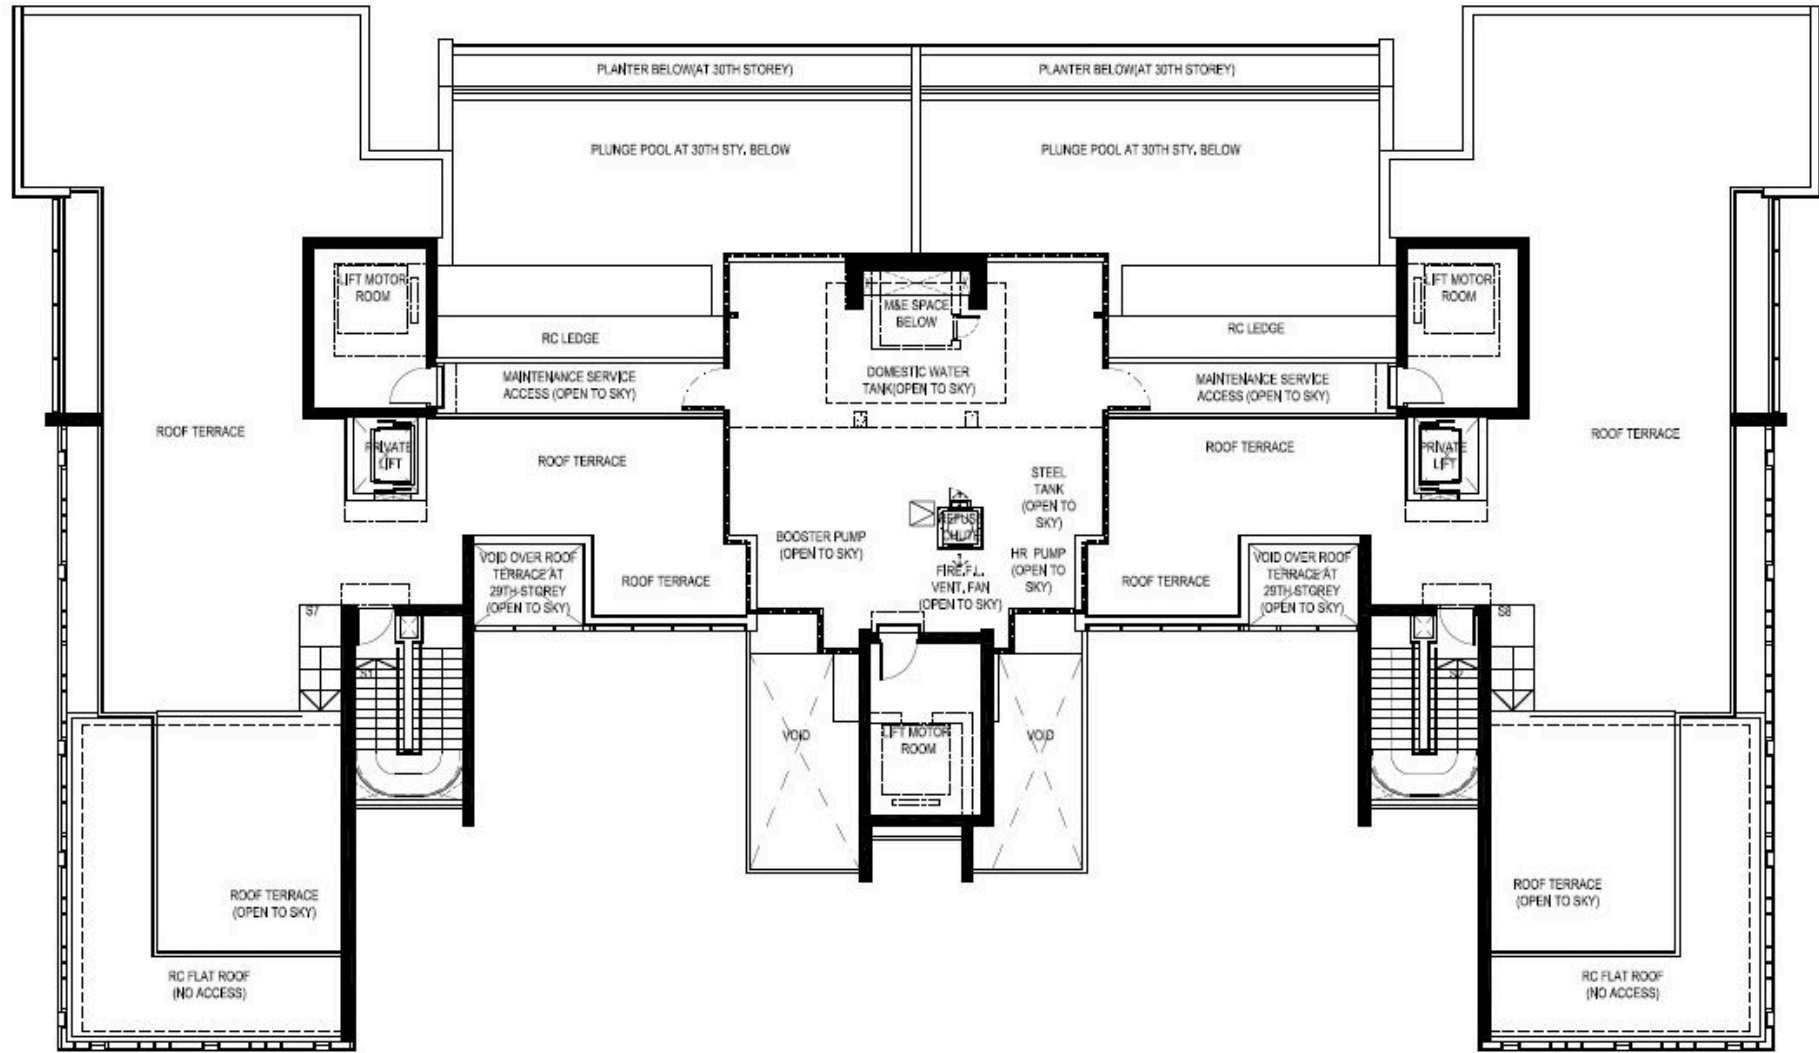 PLANTER BELOW(AT 30TH STOREY)
PLANTER BELOW(AT 30TH STOREY)
PLUNGE POOL AT 30TH STY. BELOW
PLUNGE POOL AT 30TH STY. BELOW
LIFT MOTOR
ROOM
M&E SPACE
BELOW
LIFT MOTOR
ROOM
RC LEDGE
RC LEDGE
MAINTENANCE SERVICE
ACCESS (OPEN TO SKY)
DOMESTIC WATER
TANK(OPEN TO SKY)
MAINTENANCE SERVICE
ACCESS (OPEN TO SKY)
ROOF TERRACE
PRIVATE
LIFT
ROOF TERRACE
ROOF TERRACE
PRIVATE
LIFT
ROOF TERRACE
STEEL
TANK
(OPEN TO
SKY)
REFUSE
CHUTE
BOOSTER PUMP
(OPEN TO SKY)
HR PUMP
(OPEN TO
SKY)
FIRE F.L.
VENT. FAN
(OPEN TO SKY)
VOID OVER ROOF
TERRACE AT
29TH STOREY
(OPEN TO SKY)
ROOF TERRACE
ROOF TERRACE
VOID OVER ROOF
TERRACE AT
29TH STOREY
(OPEN TO SKY)
S7
S8
S1
S2
VOID
LIFT MOTOR
ROOM
VOID
ROOF TERRACE
(OPEN TO SKY)
ROOF TERRACE
(OPEN TO SKY)
RC FLAT ROOF
(NO ACCESS)
RC FLAT ROOF
(NO ACCESS)